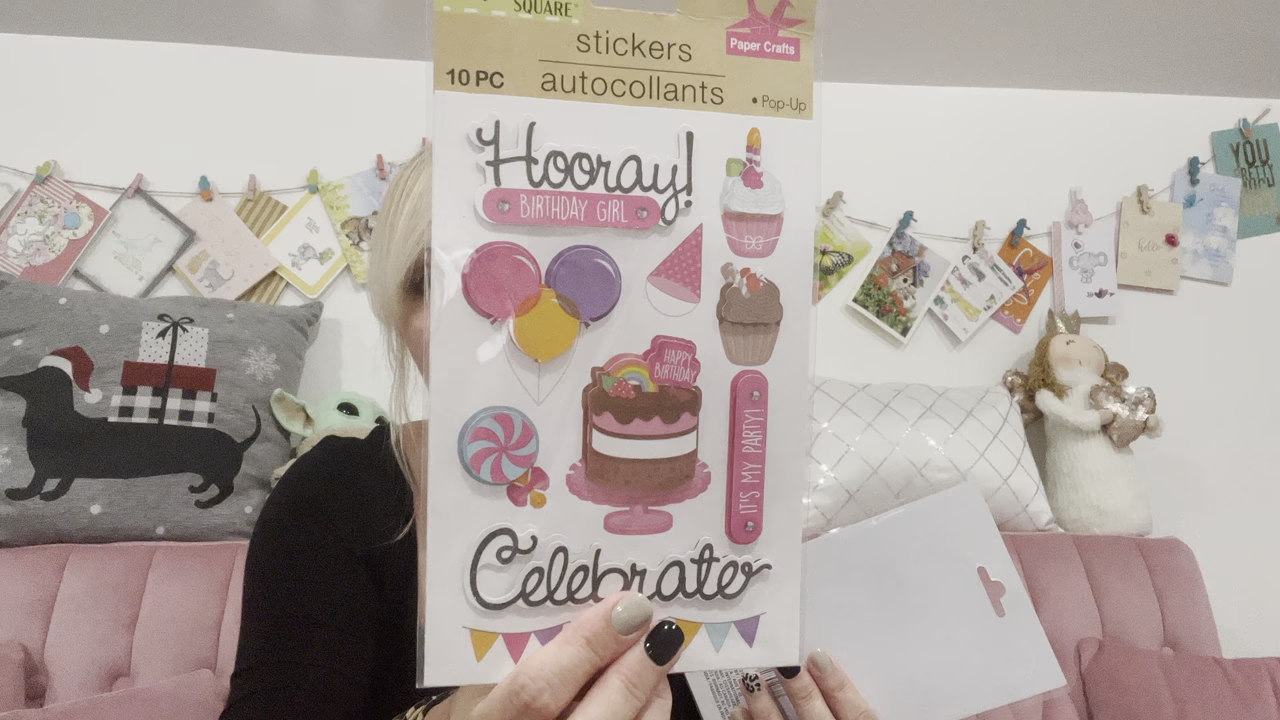 SQUARE
Paper Crafts
stickers
10 PC
autocollants
• Pop-Up
Hooray!
BIRTHDAY GIRL
HAPPY
BIRTHDAY
IT'S MY PARTY!
Celebrate
YOU
hello